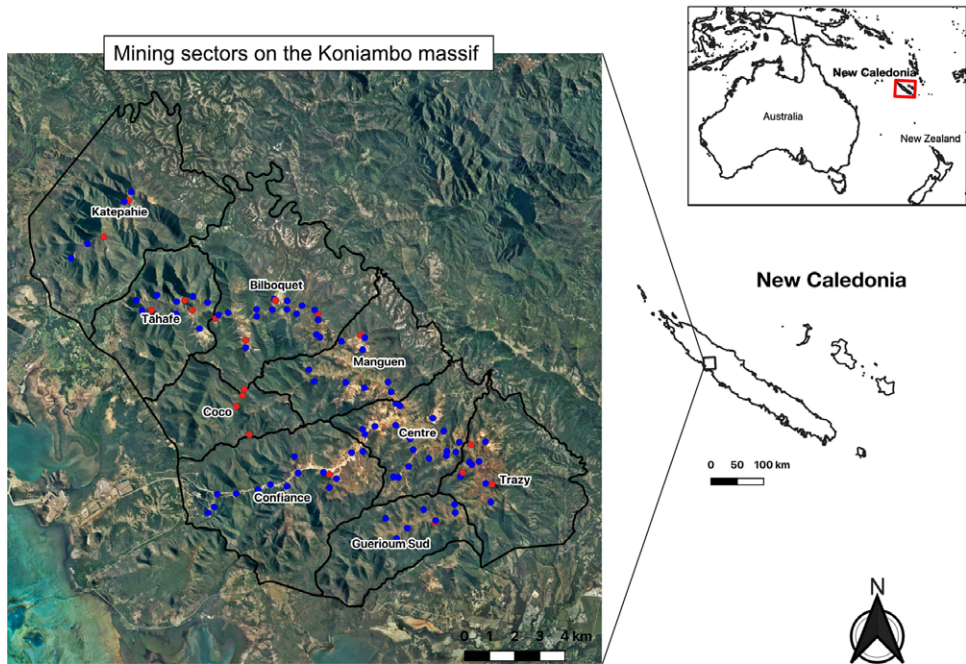 Mining sectors on the Koniambo massif
Katepahie
Tahafe
Bilboquet
Manguen
Coco
Centre
Confiance
Trazy
Guerioum Sud
0 1 2 3 4 km
New Caledonia
Australia
New Zealand
New Caledonia
0 50 100 km
N